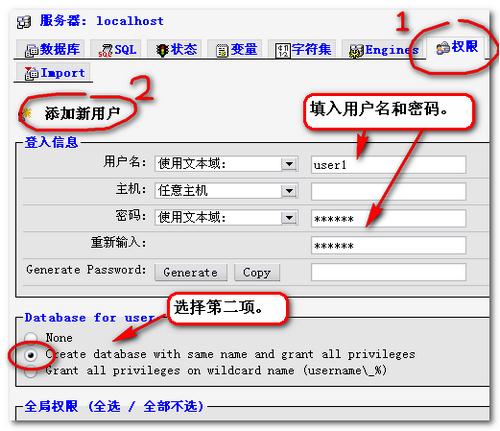 服务器: localhost
1
数据库 SQL 状态 变量 字符集 Engines 权限
Import
2
添加新用户
填入用户名和密码。
登入信息
用户名: 使用文本域: user1
主机: 任意主机
密码: 使用文本域: ******
重新输入: ******
Generate Password: Generate Copy
选择第二项。
Database for user
None
Create database with same name and grant all privileges
Grant all privileges on wildcard name (username\_%)
全局权限 (全选 / 全部不选)